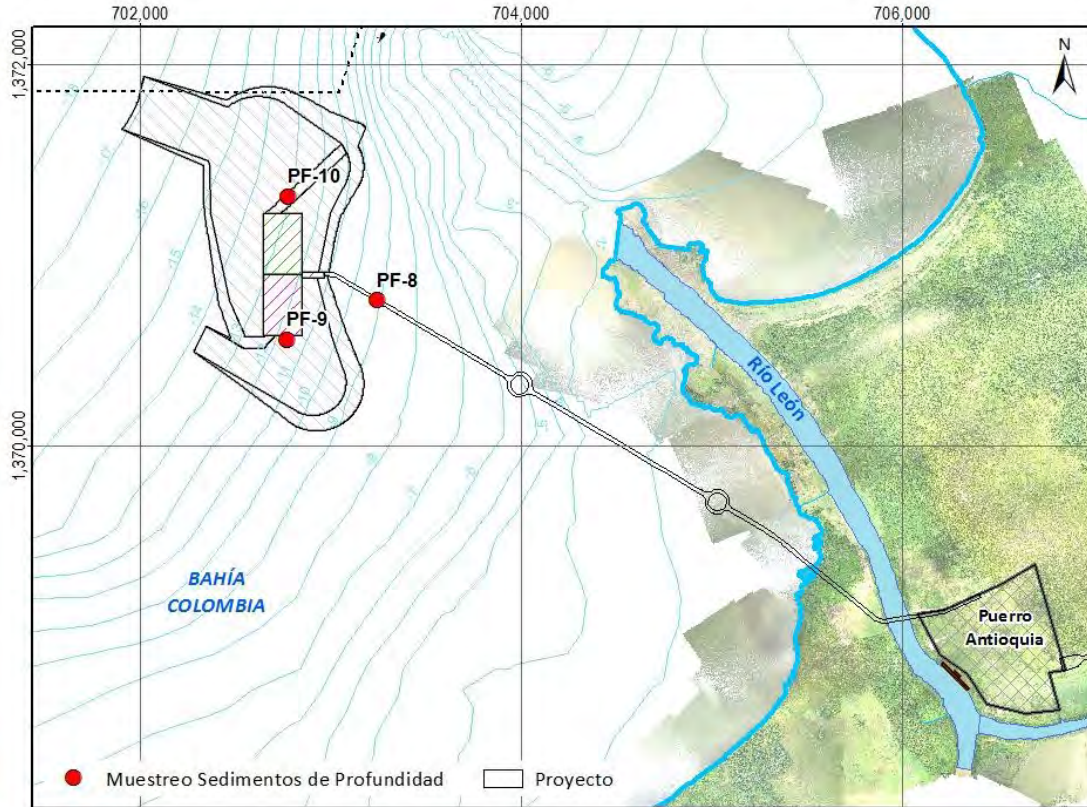 702,000
704,000
706,000
1,372,000
N
PF-10
PF-8
PF-9
Río León
1,370,000
BAHÍA
COLOMBIA
Puerro
Antioquia
Muestreo Sedimentos de Profundidad
Proyecto